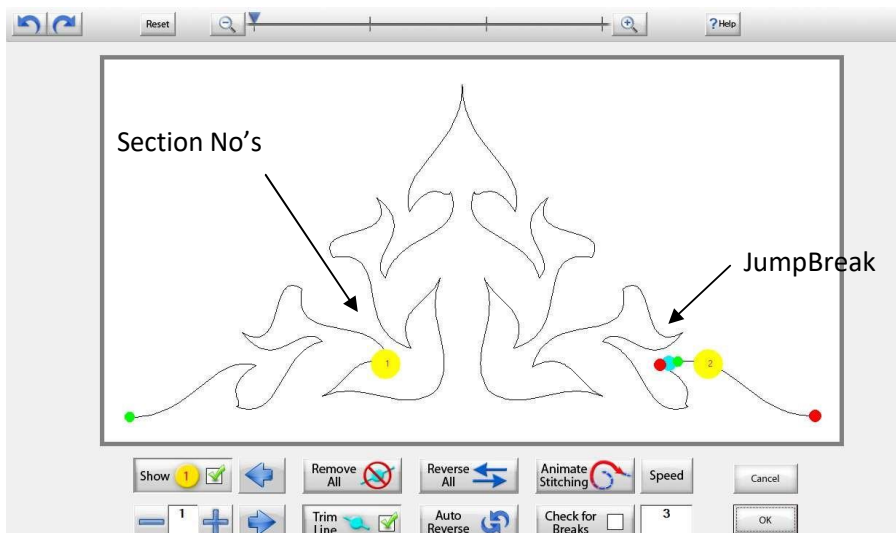 Reset
? Help
Section No's
JumpBreak
1
2
Show 1
Remove
All
Reverse
All
Animate
Stitching
Speed
Cancel
1
Trim
Line
Auto
Reverse
Check for
Breaks
3
OK